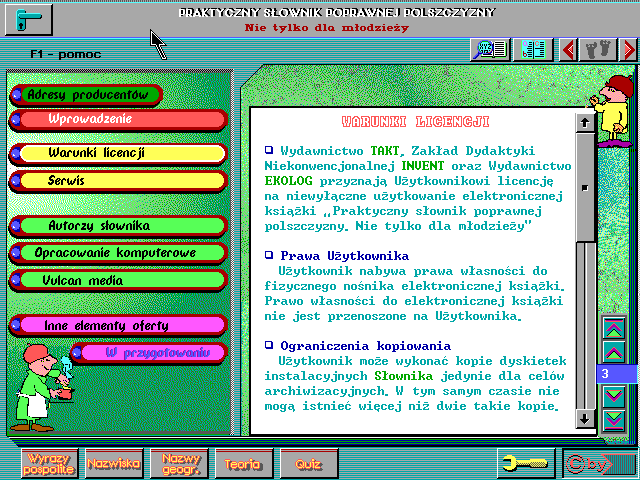 PRAKTYCZNY SŁOWNIK POPRAWNEJ POLSZCZYZNY
Nie tylko dla młodzieży
F1 - pomoc
Adresy producentów
Wprowadzenie
Warunki licencji
Serwis
Autorzy słownika
Opracowanie komputerowe
Vulcan media
Inne elementy oferty
W przygotowaniu
WARUNKI LICENCJI
Wydawnictwo TAKT, Zakład Dydaktyki
Niekonwencjonalnej INVENT oraz Wydawnictwo
EKOLOG przyznają Użytkownikowi licencję
na niewyłączne użytkowanie elektronicznej
książki „Praktyczny słownik poprawnej
polszczyzny. Nie tylko dla młodzieży"
Prawa Użytkownika
Użytkownik nabywa prawa własności do
fizycznego nośnika elektronicznej książki.
Prawo własności do elektronicznej książki
nie jest przenoszone na Użytkownika.
Ograniczenia kopiowania
Użytkownik może wykonać kopie dyskietek
instalacyjnych Słownika jedynie dla celów
archiwizacyjnych. W tym samym czasie nie
mogą istnieć więcej niż dwie takie kopie.
3
Wyrazy
pospolite
Nazwiska
Nazwy
geogr.
Teoria
Quiz
©by